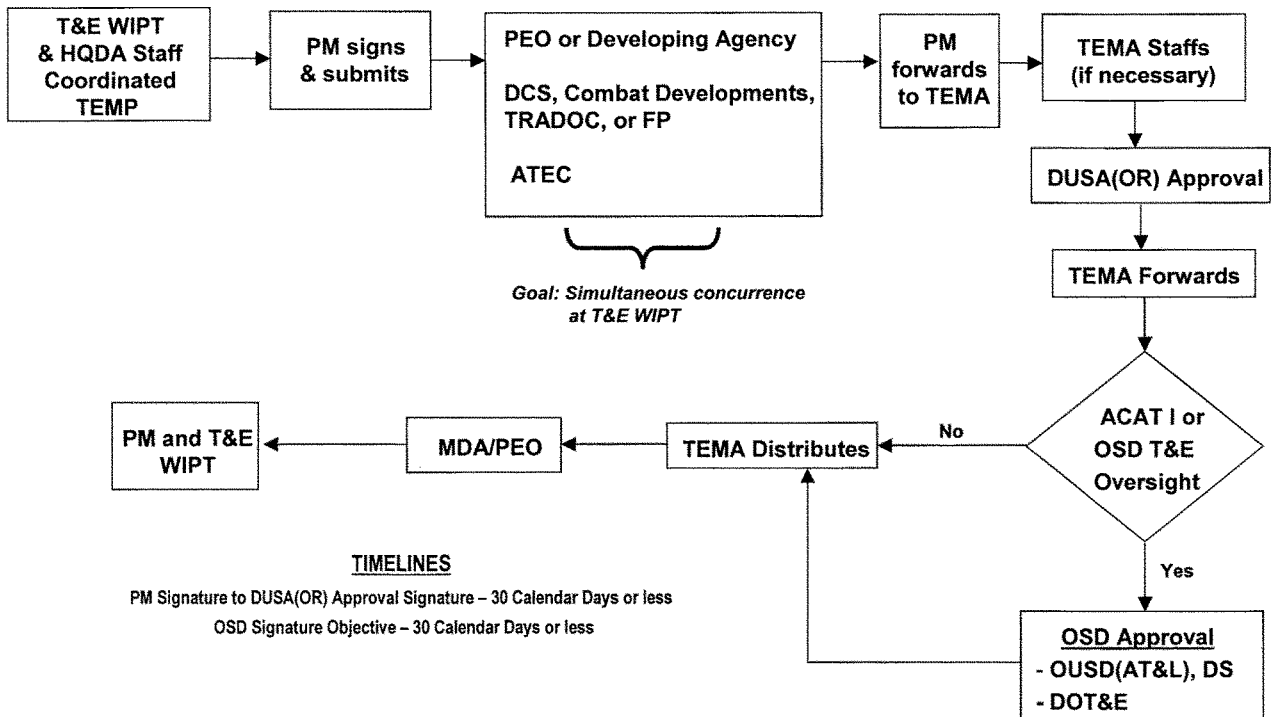 T&E WIPT
& HQDA Staff
Coordinated
TEMP
PM signs
& submits
PEO or Developing Agency
DCS, Combat Developments,
TRADOC, or FP
ATEC
Goal: Simultaneous concurrence
at T&E WIPT
PM
forwards
to TEMA
TEMA Staffs
(if necessary)
DUSA(OR) Approval
TEMA Forwards
ACAT I or
OSD T&E
Oversight
No
Yes
TEMA Distributes
MDA/PEO
PM and T&E
WIPT
OSD Approval
- OUSD(AT&L), DS
- DOT&E
TIMELINES
PM Signature to DUSA(OR) Approval Signature – 30 Calendar Days or less
OSD Signature Objective – 30 Calendar Days or less